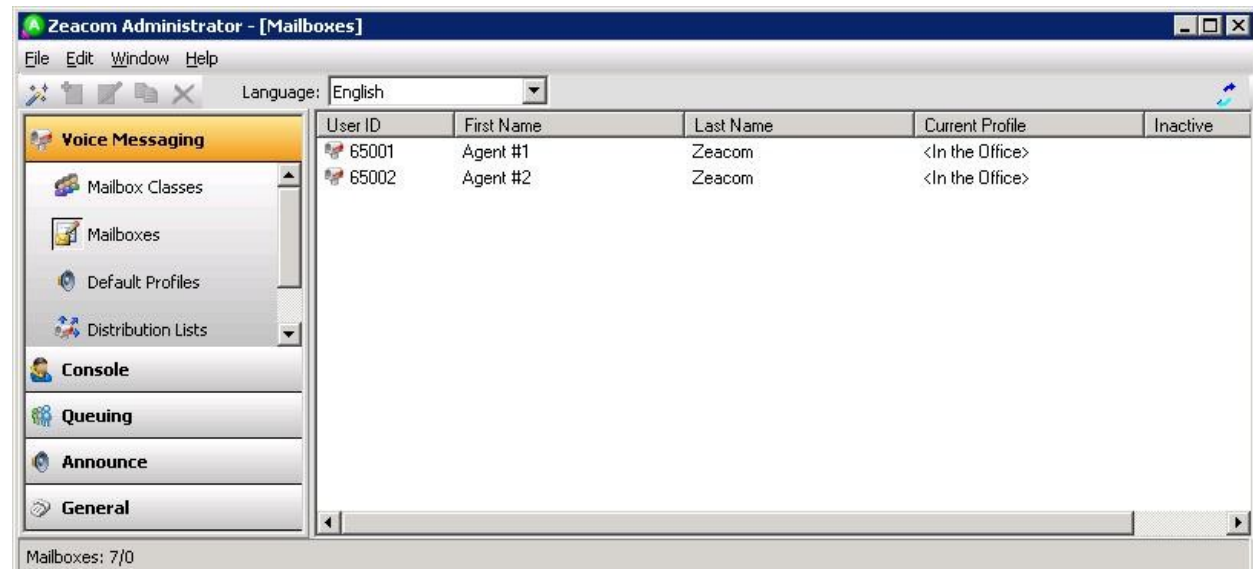 Zeacom Administrator - [Mailboxes]
File Edit Window Help
Language: English
Voice Messaging
Mailbox Classes
Mailboxes
Default Profiles
Distribution Lists
Console
Queuing
Announce
General
User ID First Name Last Name Current Profile Inactive
65001 Agent #1 Zeacom <In the Office>
65002 Agent #2 Zeacom <In the Office>
Mailboxes: 7/0